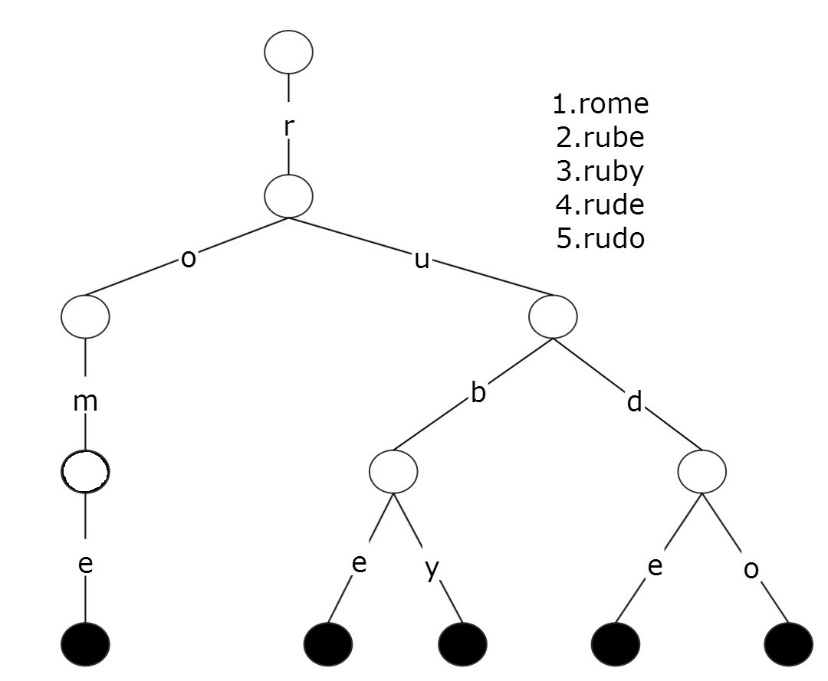 r
1.rome
2.rube
3.ruby
4.rude
5.rudo
o u
m b d
e e y e o